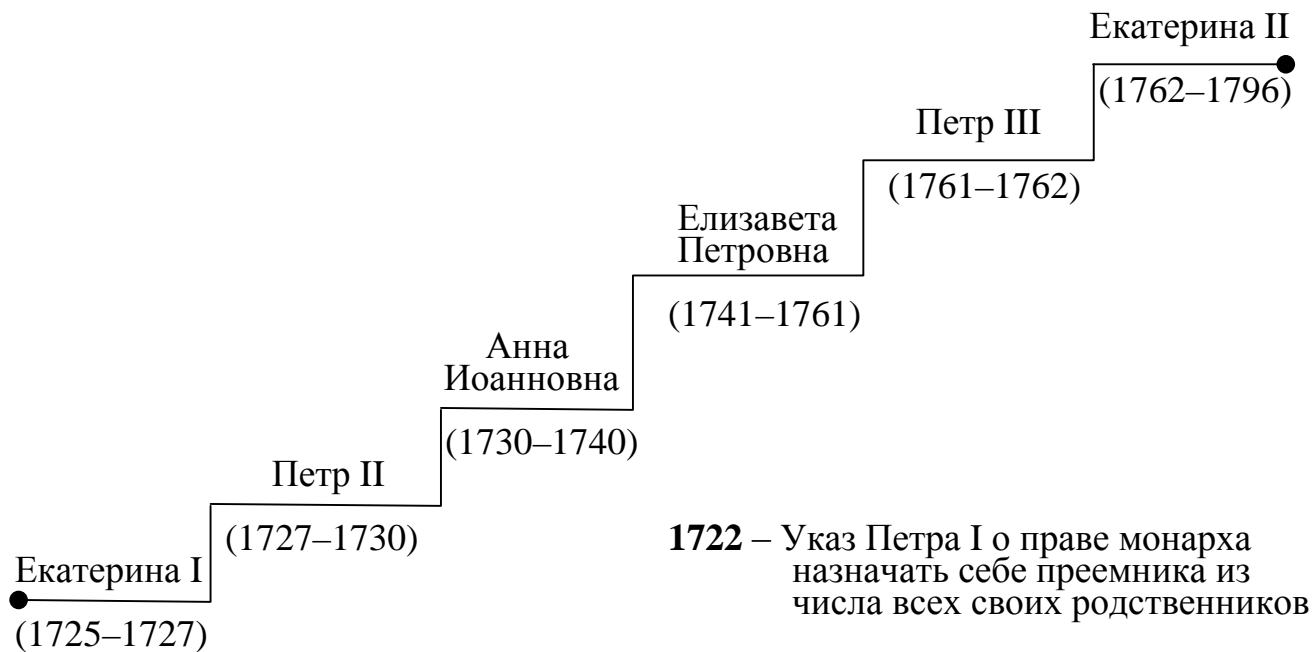 Екатерина II
(1762–1796)
Петр III
(1761–1762)
Елизавета
Петровна
(1741–1761)
Анна
Иоанновна
(1730–1740)
Петр II
(1727–1730)
Екатерина I
(1725–1727)
1722 – Указ Петра I о праве монарха
назначать себе преемника из
числа всех своих родственников